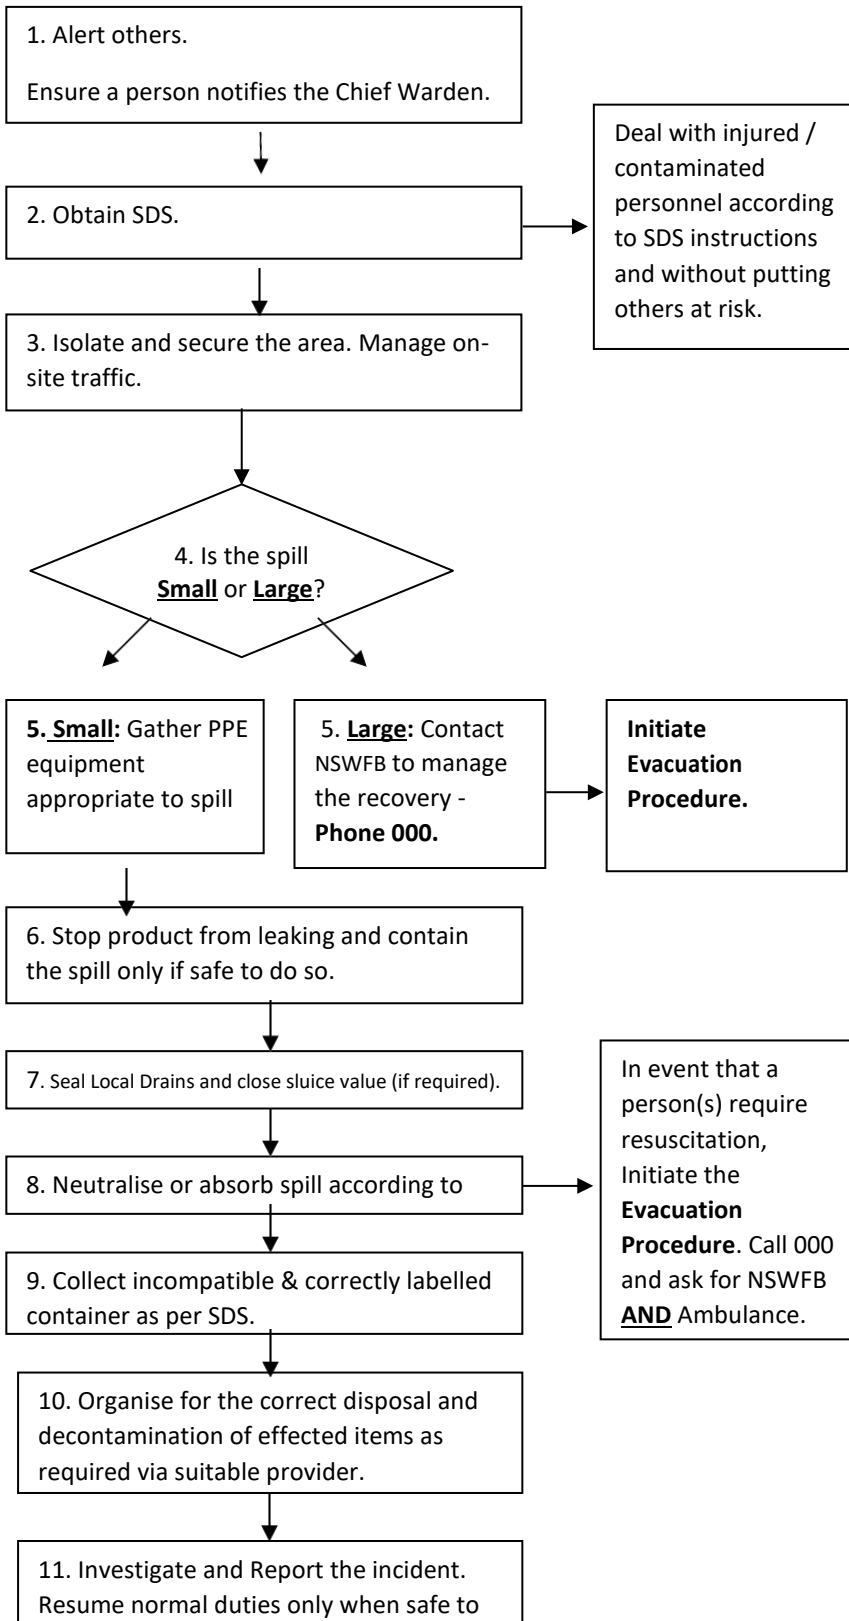 1. Alert others.
Ensure a person notifies the Chief Warden.
2. Obtain SDS.
Deal with injured /
contaminated
personnel according
to SDS instructions
and without putting
others at risk.
3. Isolate and secure the area. Manage on-
site traffic.
4. Is the spill
Small or Large?
5. Small: Gather PPE
equipment
appropriate to spill
5. Large: Contact
NSWFB to manage
the recovery -
Phone 000.
Initiate
Evacuation
Procedure.
6. Stop product from leaking and contain
the spill only if safe to do so.
7. Seal Local Drains and close sluice value (if required).
8. Neutralise or absorb spill according to
In event that a
person(s) require
resuscitation,
Initiate the
Evacuation
Procedure. Call 000
and ask for NSWFB
AND Ambulance.
9. Collect incompatible & correctly labelled
container as per SDS.
10. Organise for the correct disposal and
decontamination of effected items as
required via suitable provider.
11. Investigate and Report the incident.
Resume normal duties only when safe to